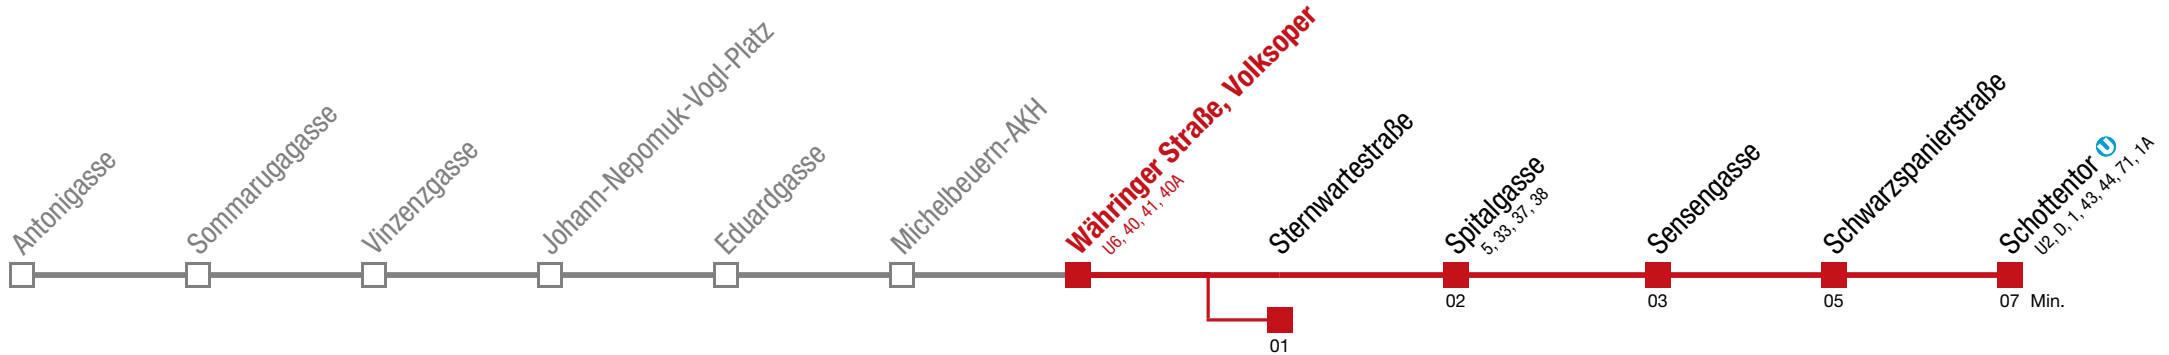 Antonigasse
Sommarugagasse
Vinzenzgasse
Johann-Nepomuk-Vogl-Platz
Eduardgasse
Michelbeuern-AKH
Währinger Straße, Volksoper
U6, 40, 41, 40A
Sternwartestraße
01
Spitalgasse
5, 33, 37, 38
02
Sensengasse
03
Schwarzspanierstraße
05
Schottentor
U2, D, 1, 43, 44, 71, 1A
07 Min.